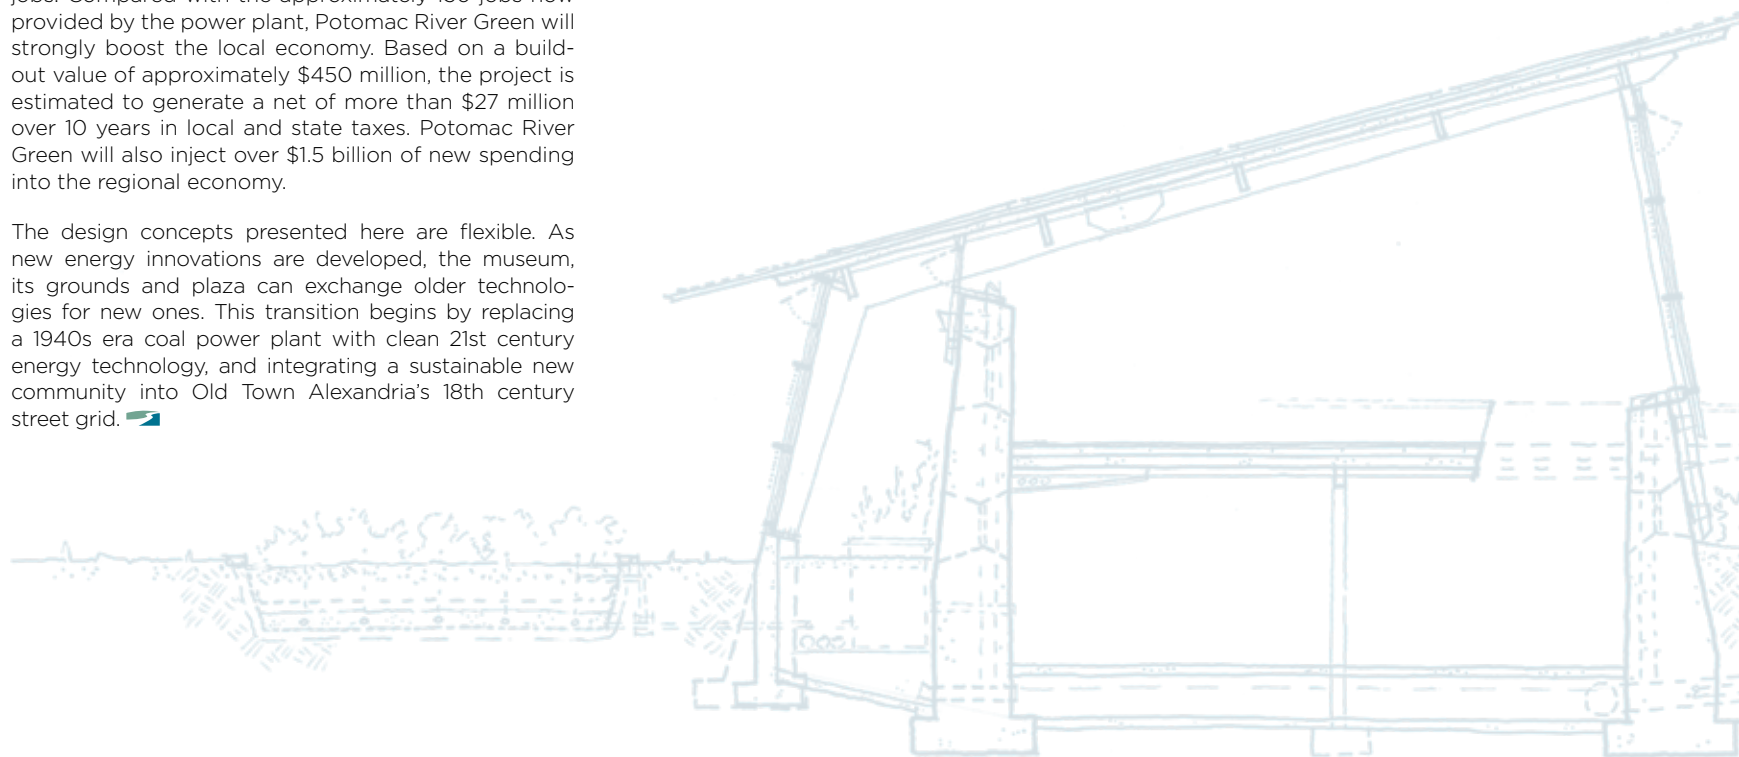 provided by the power plant, Potomac River Green will
strongly boost the local economy. Based on a build-
out value of approximately $450 million, the project is
estimated to generate a net of more than $27 million
over 10 years in local and state taxes. Potomac River
Green will also inject over $1.5 billion of new spending
into the regional economy.
The design concepts presented here are flexible. As
new energy innovations are developed, the museum,
its grounds and plaza can exchange older technolo-
gies for new ones. This transition begins by replacing
a 1940s era coal power plant with clean 21st century
energy technology, and integrating a sustainable new
community into Old Town Alexandria's 18th century
street grid.